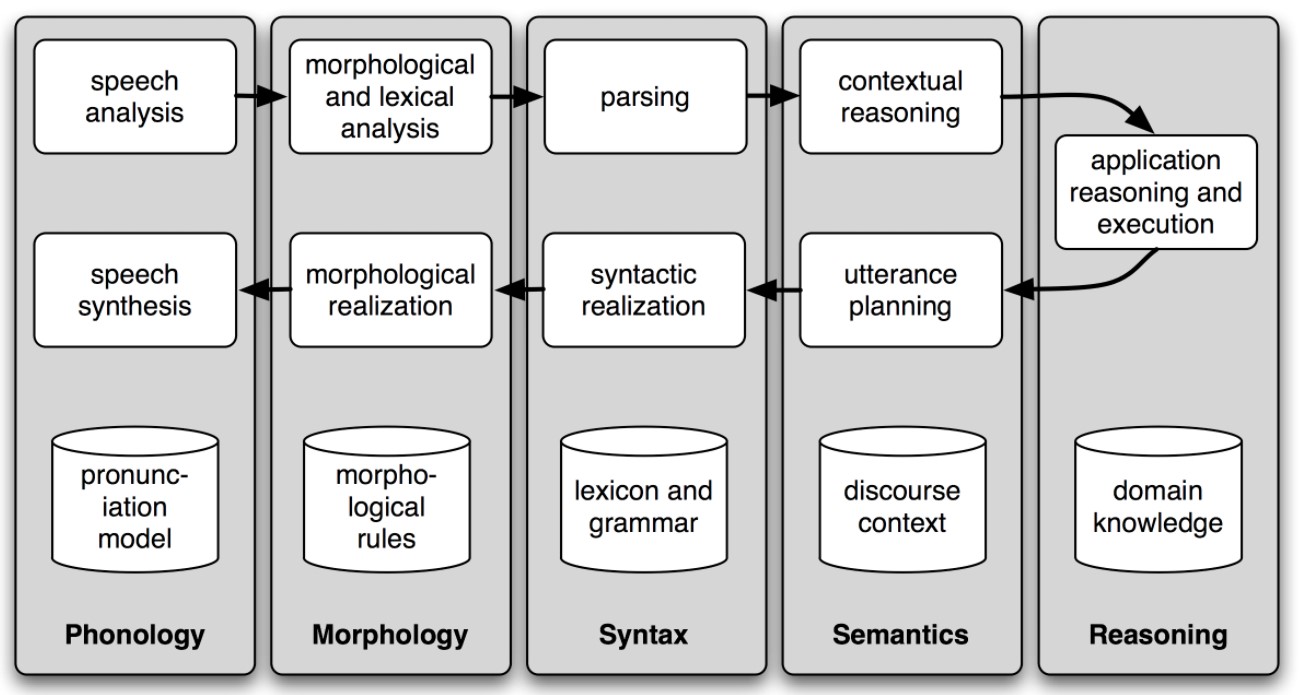 speech
analysis
morphological
and lexical
analysis
parsing
contextual
reasoning
application
reasoning and
execution
speech
synthesis
morphological
realization
syntactic
realization
utterance
planning
pronunc-
iation
model
morpho-
logical
rules
lexicon and
grammar
discourse
context
domain
knowledge
Phonology
Morphology
Syntax
Semantics
Reasoning